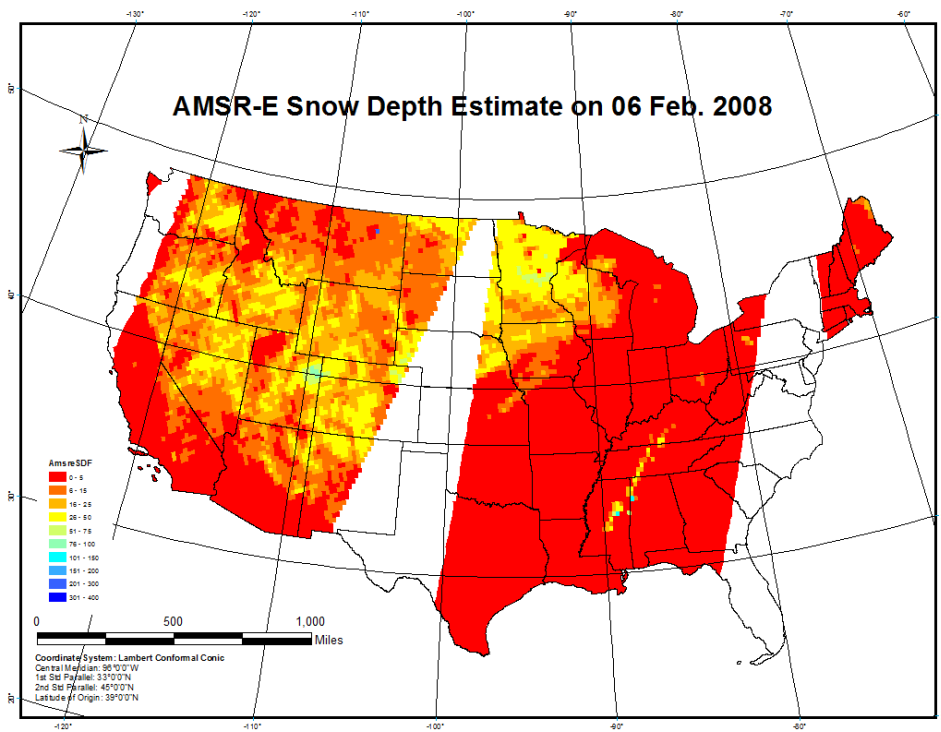 -130° -120° -110° -100° -90° -80° -70° -60°
AMSR-E Snow Depth Estimate on 06 Feb. 2008
N
50°
40°
40°
30°
30°
20°
AmsreSDF
0 - 5
6 - 15
16 - 25
26 - 50
51 - 75
76 - 100
101 - 150
151 - 200
201 - 300
301 - 400
0 500 1,000
Miles
Coordinate System: Lambert Conformal Conic
Central Meridian: 96°0'0"W
1st Std Parallel: 33°0'0"N
2nd Std Parallel: 45°0'0"N
Latitude of Origin: 39°0'0"N
-120° -110° -100° -90° -80°